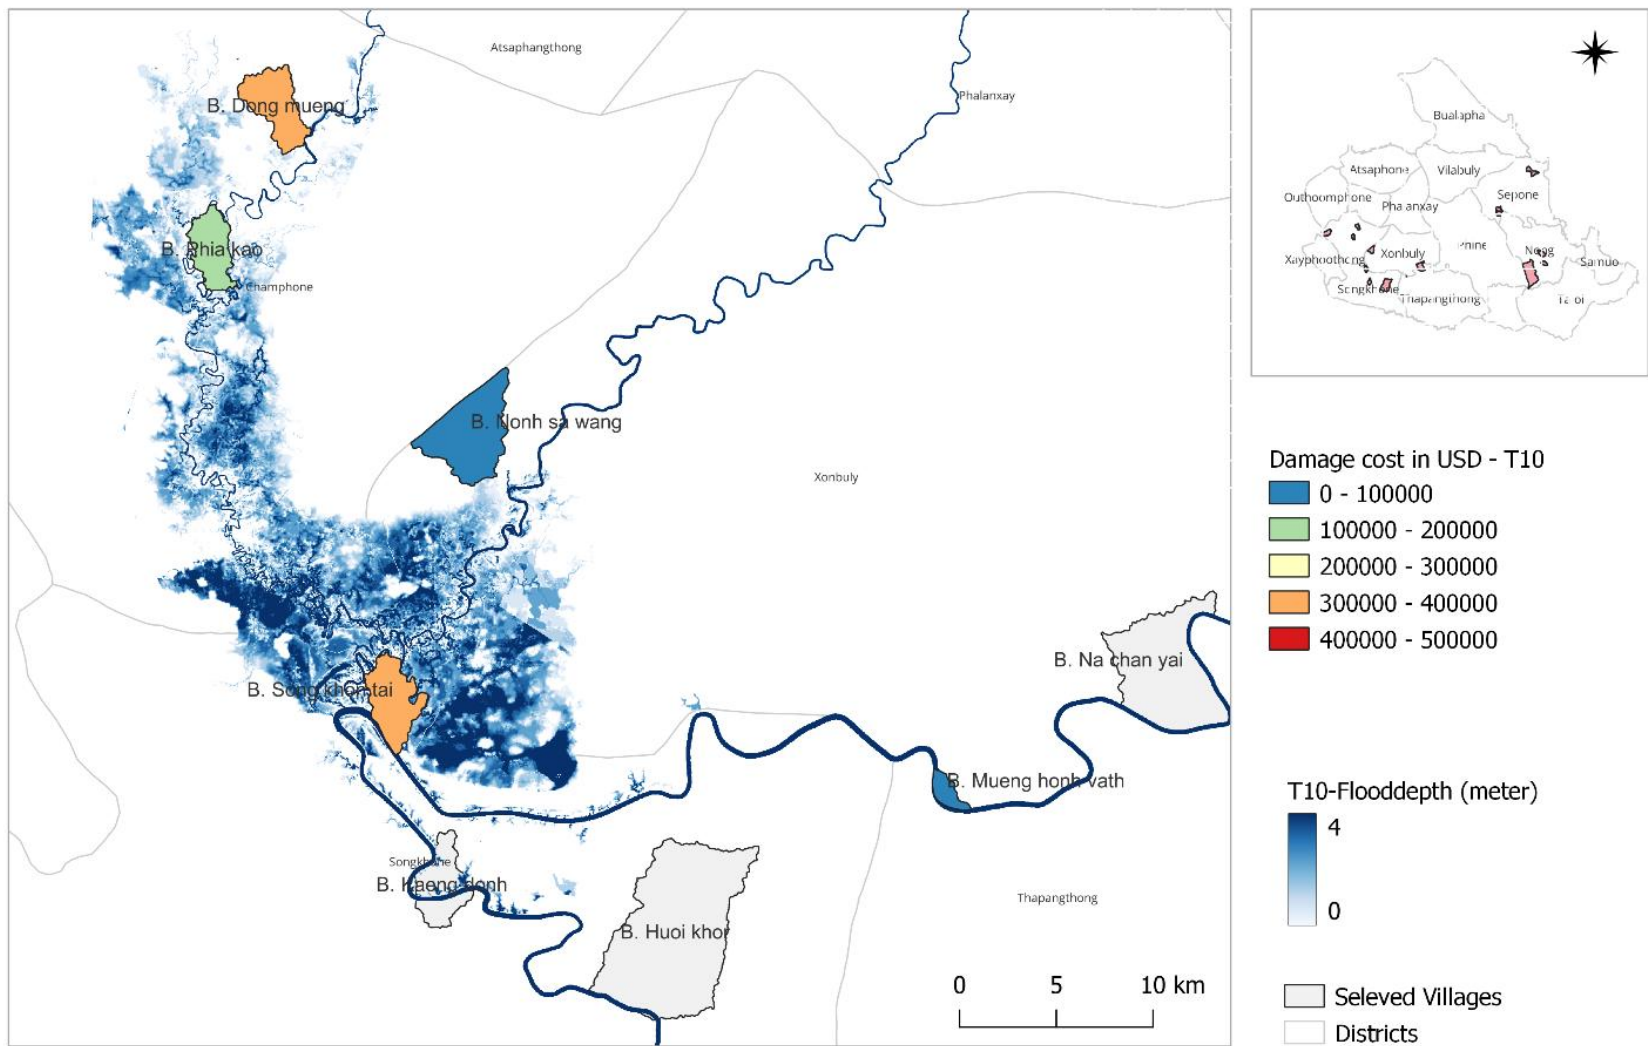 Atsaphangthong
Phalanxay
B. Dong mueng
B. Phia kao
Champhone
B. Nonh sa wang
Xonbuly
B. Na chan yai
B. Song khon tai
B. Mueng honh vath
Songkhone
B. Kaeng donh
B. Huoi khor
Thapangthong
0 5 10 km
Bualapha
Atsaphone
Vilabuly
Outhoomphone
Sepone
Pha anxay
Xonbuly
Phine
Nong
Xayphoothong
Samuo
Songkhone
Thapangthong
Ta oi
Damage cost in USD - T10
0 - 100000
100000 - 200000
200000 - 300000
300000 - 400000
400000 - 500000
T10-Flooddepth (meter)
4
0
Seleved Villages
Districts